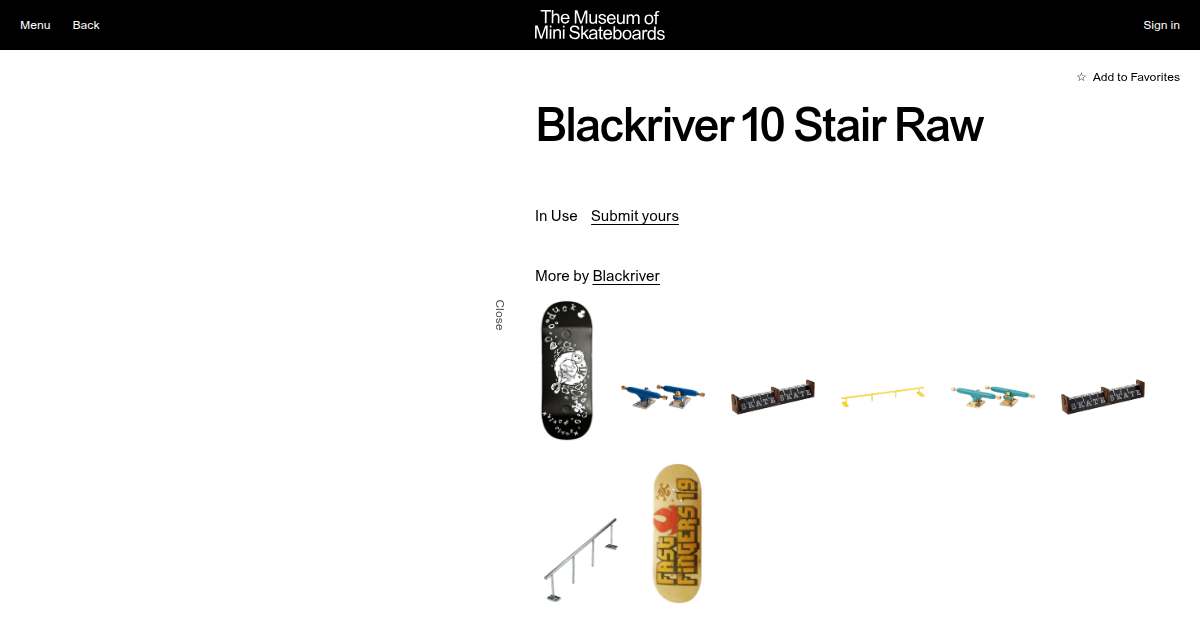 Menu
Back
The Museum of
Mini Skateboards
Sign in
☆ Add to Favorites
Blackriver 10 Stair Raw
In Use Submit yours
More by Blackriver
Close
SKATE SKATE
SKATE SKATE
FAST
FINGERS 19